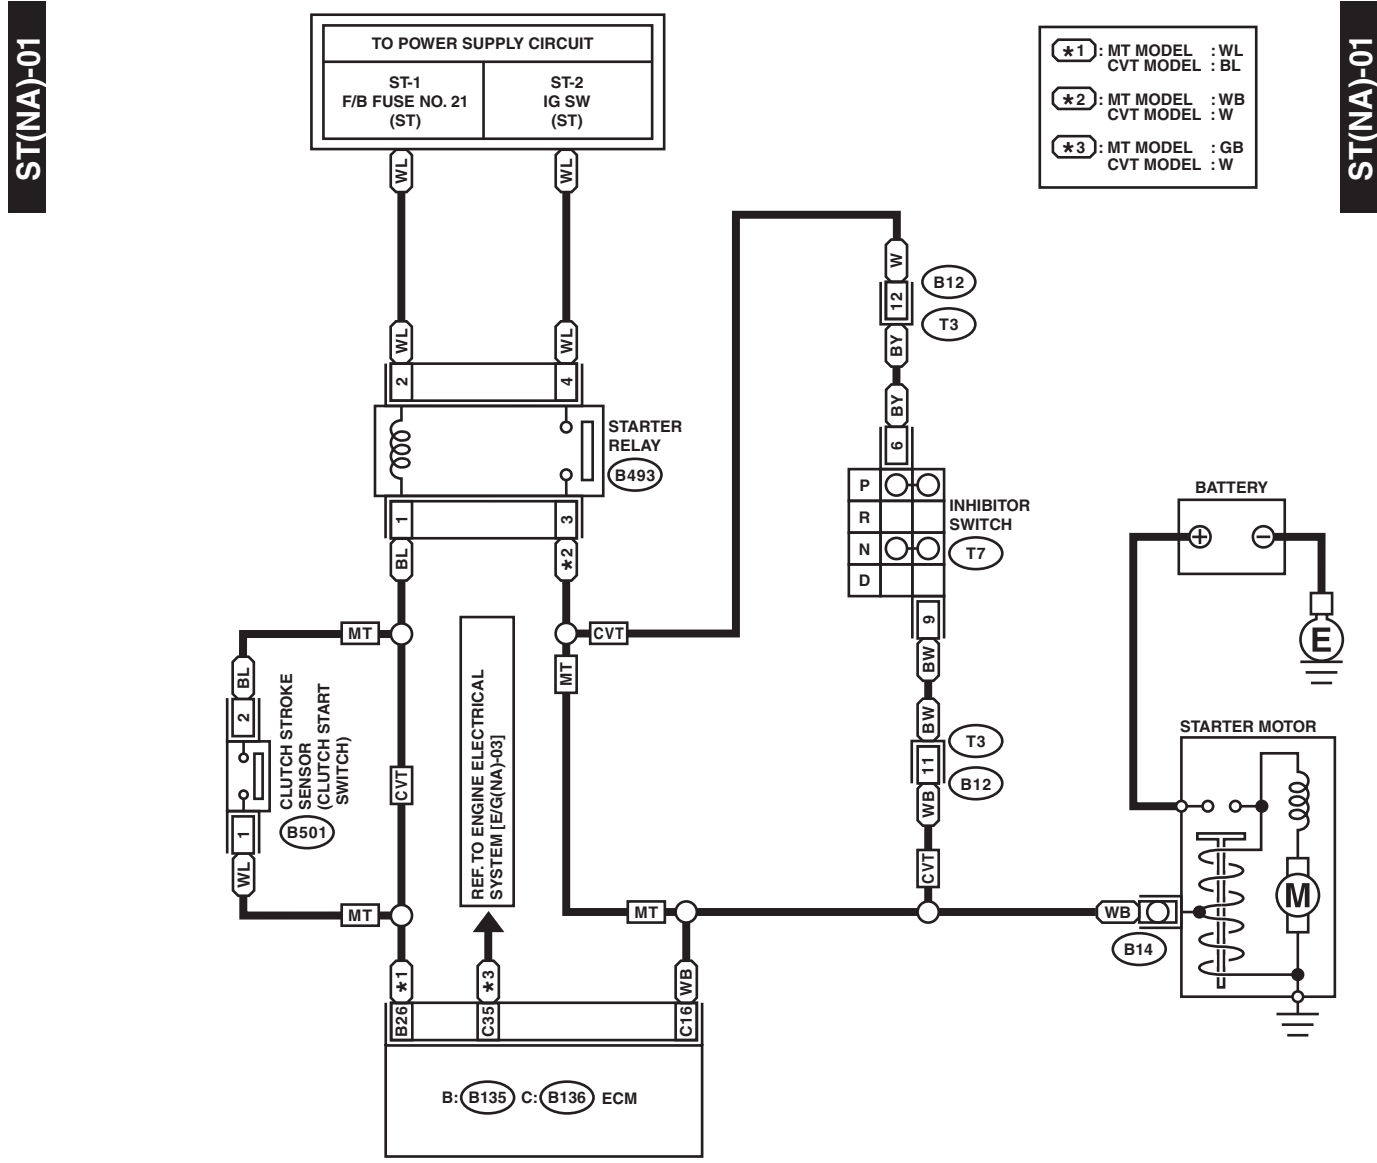 ST(NA)-01
TO POWER SUPPLY CIRCUIT
ST-1
F/B FUSE NO. 21
(ST)
ST-2
IG SW
(ST)
*1 : MT MODEL : WL
CVT MODEL : BL
*2 : MT MODEL : WB
CVT MODEL : W
*3 : MT MODEL : GB
CVT MODEL : W
ST(NA)-01
WL
WL
WL
WL
2
4
STARTER
RELAY
B493
1
3
BL
*2
W
12
B12
T3
BY
BY
6
P
R
N
D
INHIBITOR
SWITCH
T7
9
BW
BW
T3
11
B12
WB
CVT
BATTERY
+
−
E
STARTER MOTOR
M
MT
CVT
MT
BL
2
CLUTCH STROKE
SENSOR
(CLUTCH START
SWITCH)
B501
1
WL
CVT
MT
REF. TO ENGINE ELECTRICAL
SYSTEM [E/G(NA)-03]
MT
WB
B14
*1
*3
WB
B26
C35
C16
B: B135 C: B136 ECM